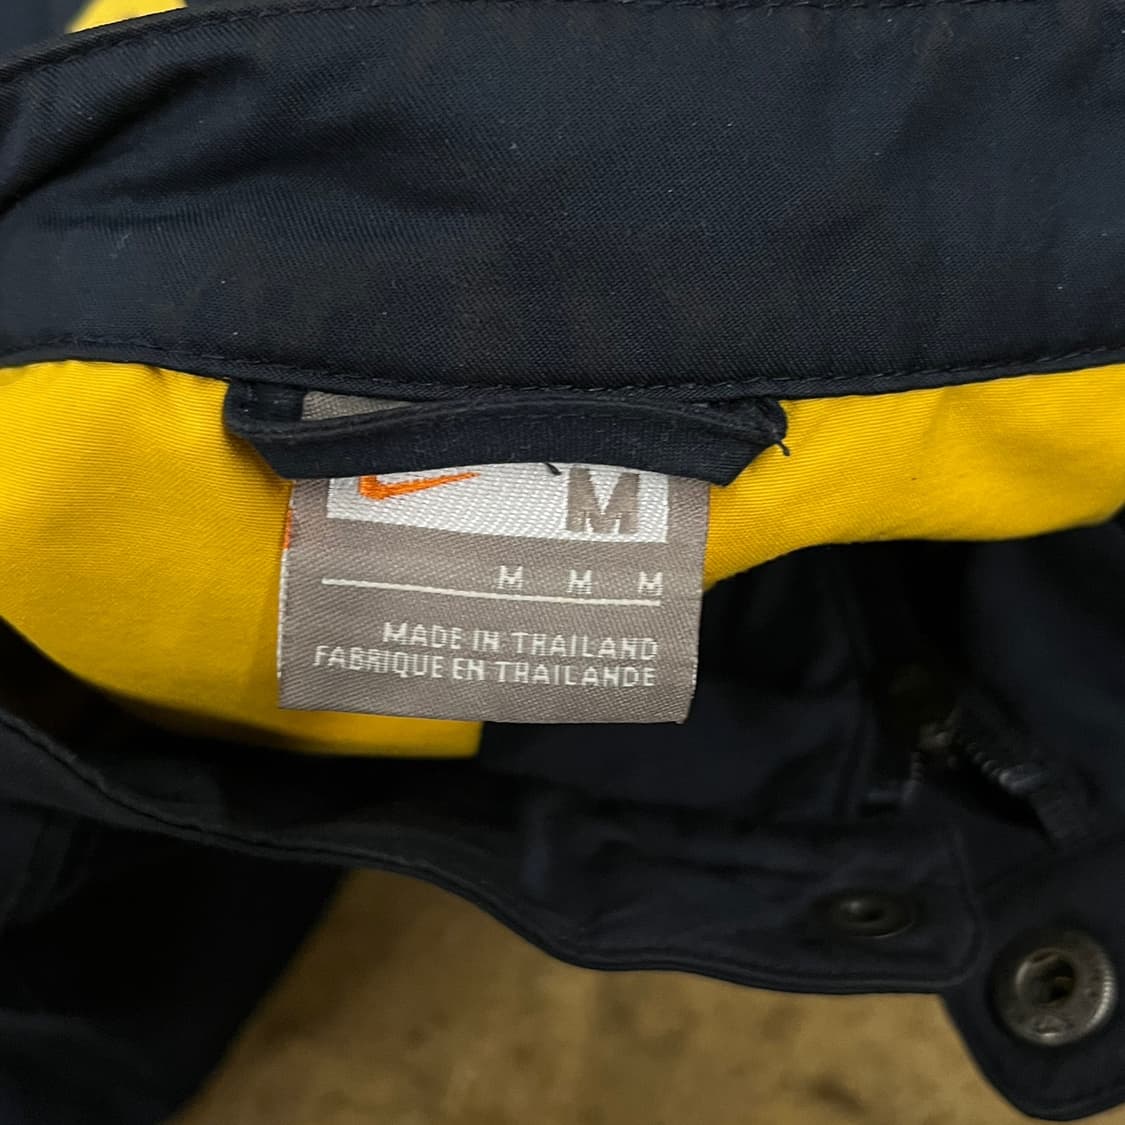 M
M M M
MADE IN THAILAND
FABRIQUE EN THAILANDE